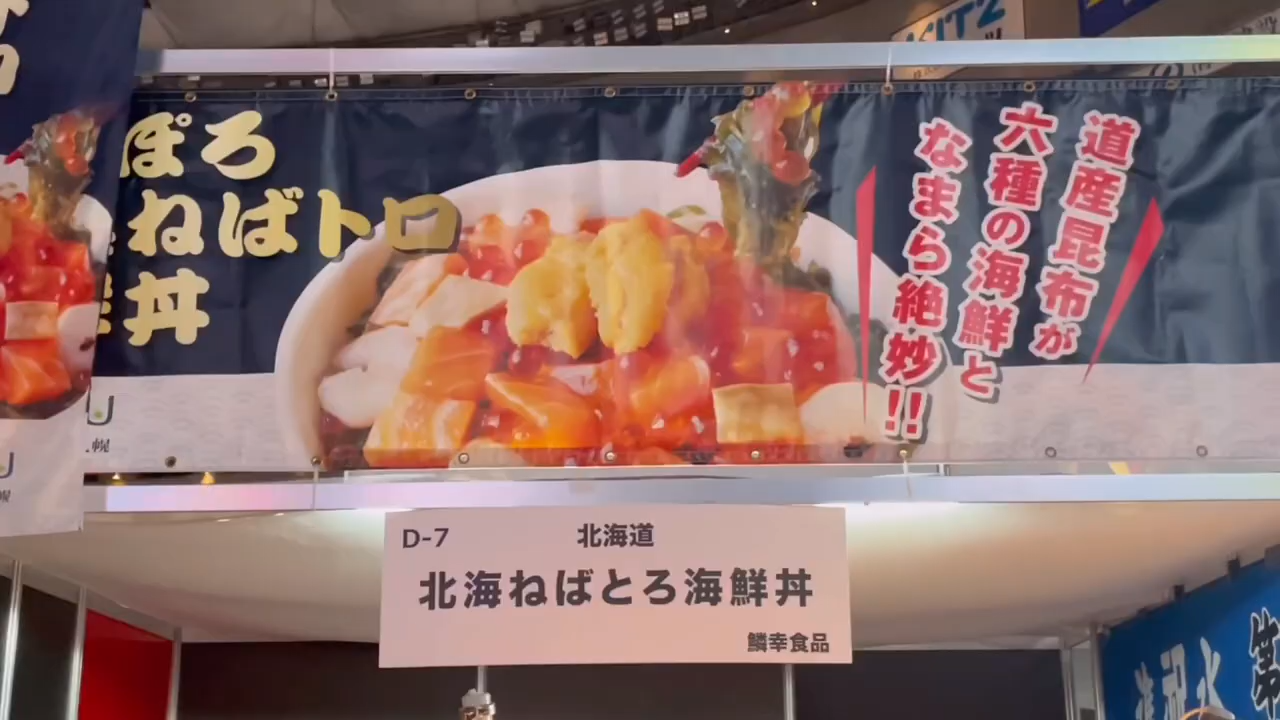 ぽろ
ねばトロ
丼
道産昆布が
六種の海鮮と
なまら絶妙!!
D-7
北海道
北海ねばとろ海鮮丼
鱗幸食品
幌
第